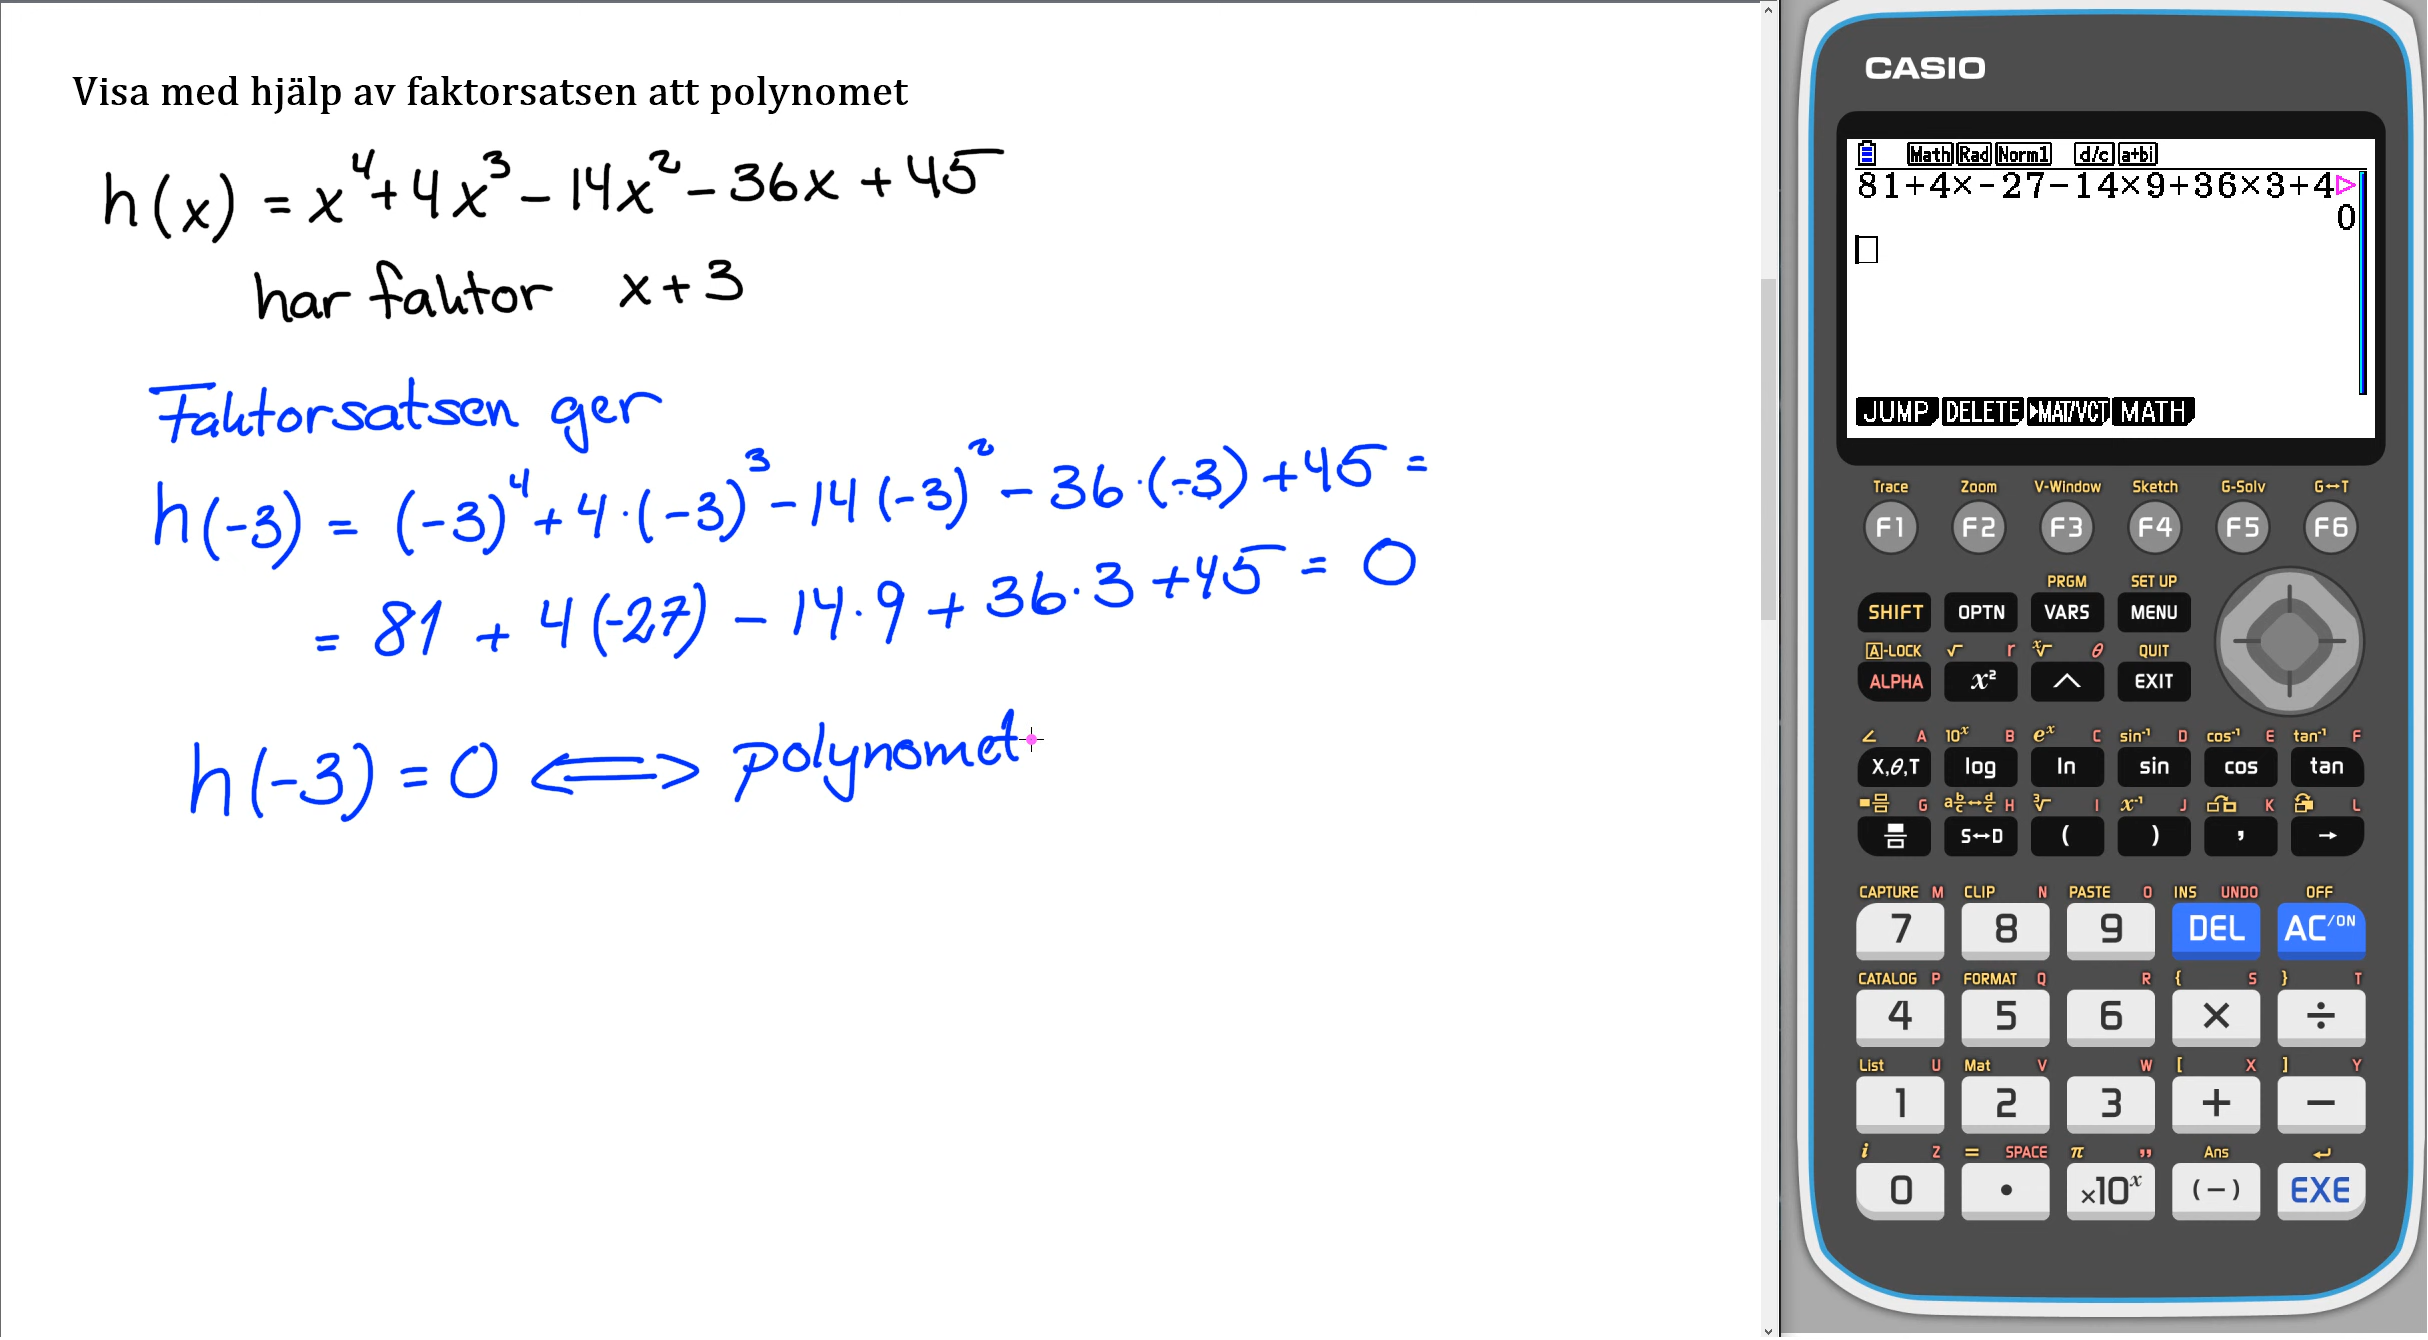 Visa med hjälp av faktorsatsen att polynomet
h(x) = x⁴+4x³-14x²-36x+45
har faktor x+3
Faktorsatsen ger
h(-3) = (-3)⁴+4·(-3)³-14(-3)²-36·(-3)+45 =
= 81 + 4(-27) - 14·9 + 36·3 +45 = 0
h(-3) = 0 <=> polynomet
CASIO
Math Rad Norm1 d/c a+bi
81+4×-27-14×9+36×3+4▷
0
JUMP DELETE ▶MAT/VCT MATH
Trace Zoom V-Window Sketch G-Solv G↔T
F1 F2 F3 F4 F5 F6
PRGM SET UP
SHIFT OPTN VARS MENU
A-LOCK √ r ˣ√ θ QUIT
ALPHA x² ^ EXIT
∠ A 10ˣ B eˣ C sin⁻¹ D cos⁻¹ E tan⁻¹ F
X,θ,T log ln sin cos tan
G a b/c↔d/c H ³√ I x⁻¹ J K L
S↔D ( ) , →
CAPTURE M CLIP N PASTE O INS UNDO OFF
7 8 9 DEL AC/ON
CATALOG P FORMAT Q R { S } T
4 5 6 × ÷
List U Mat V W [ X ] Y
1 2 3 + −
i Z = SPACE π " Ans ↵
0 • ×10ˣ (−) EXE